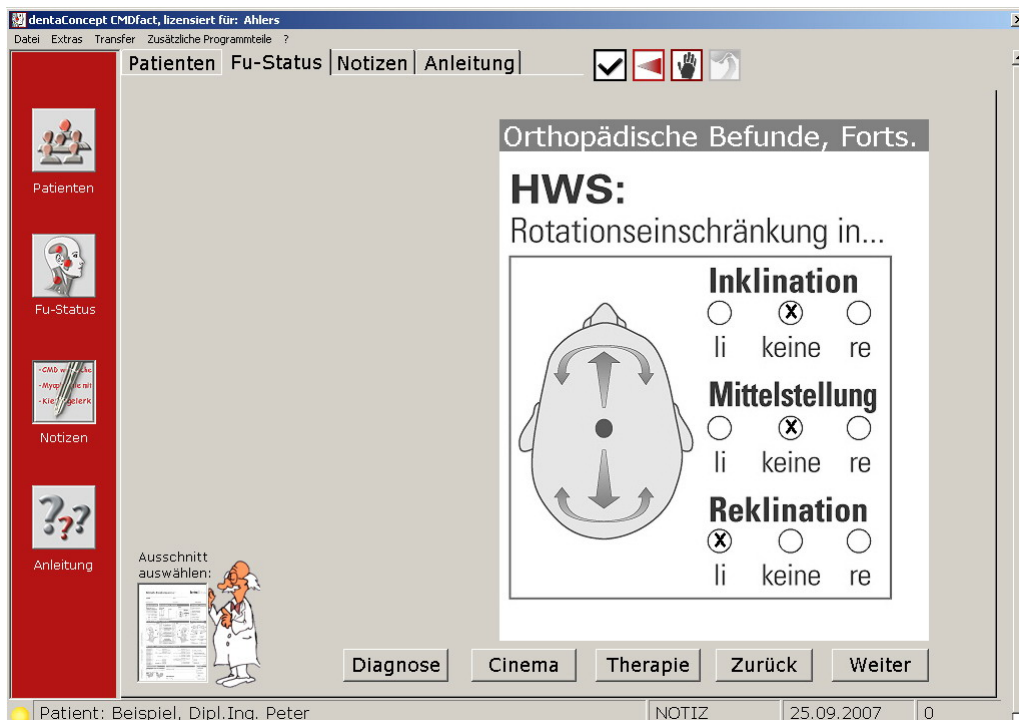 dentaConcept CMDfact, lizensiert für: Ahlers
Datei Extras Transfer Zusätzliche Programmteile ?
Patienten Fu-Status Notizen Anleitung
Patienten
Fu-Status
Notizen
Anleitung
Orthopädische Befunde, Forts.
HWS:
Rotationseinschränkung in...
Inklination
x
li keine re
Mittelstellung
x
li keine re
Reklination
x
li keine re
Ausschnitt
auswählen:
Diagnose Cinema Therapie Zurück Weiter
Patient: Beispiel, Dipl.Ing. Peter NOTIZ 25.09.2007 0